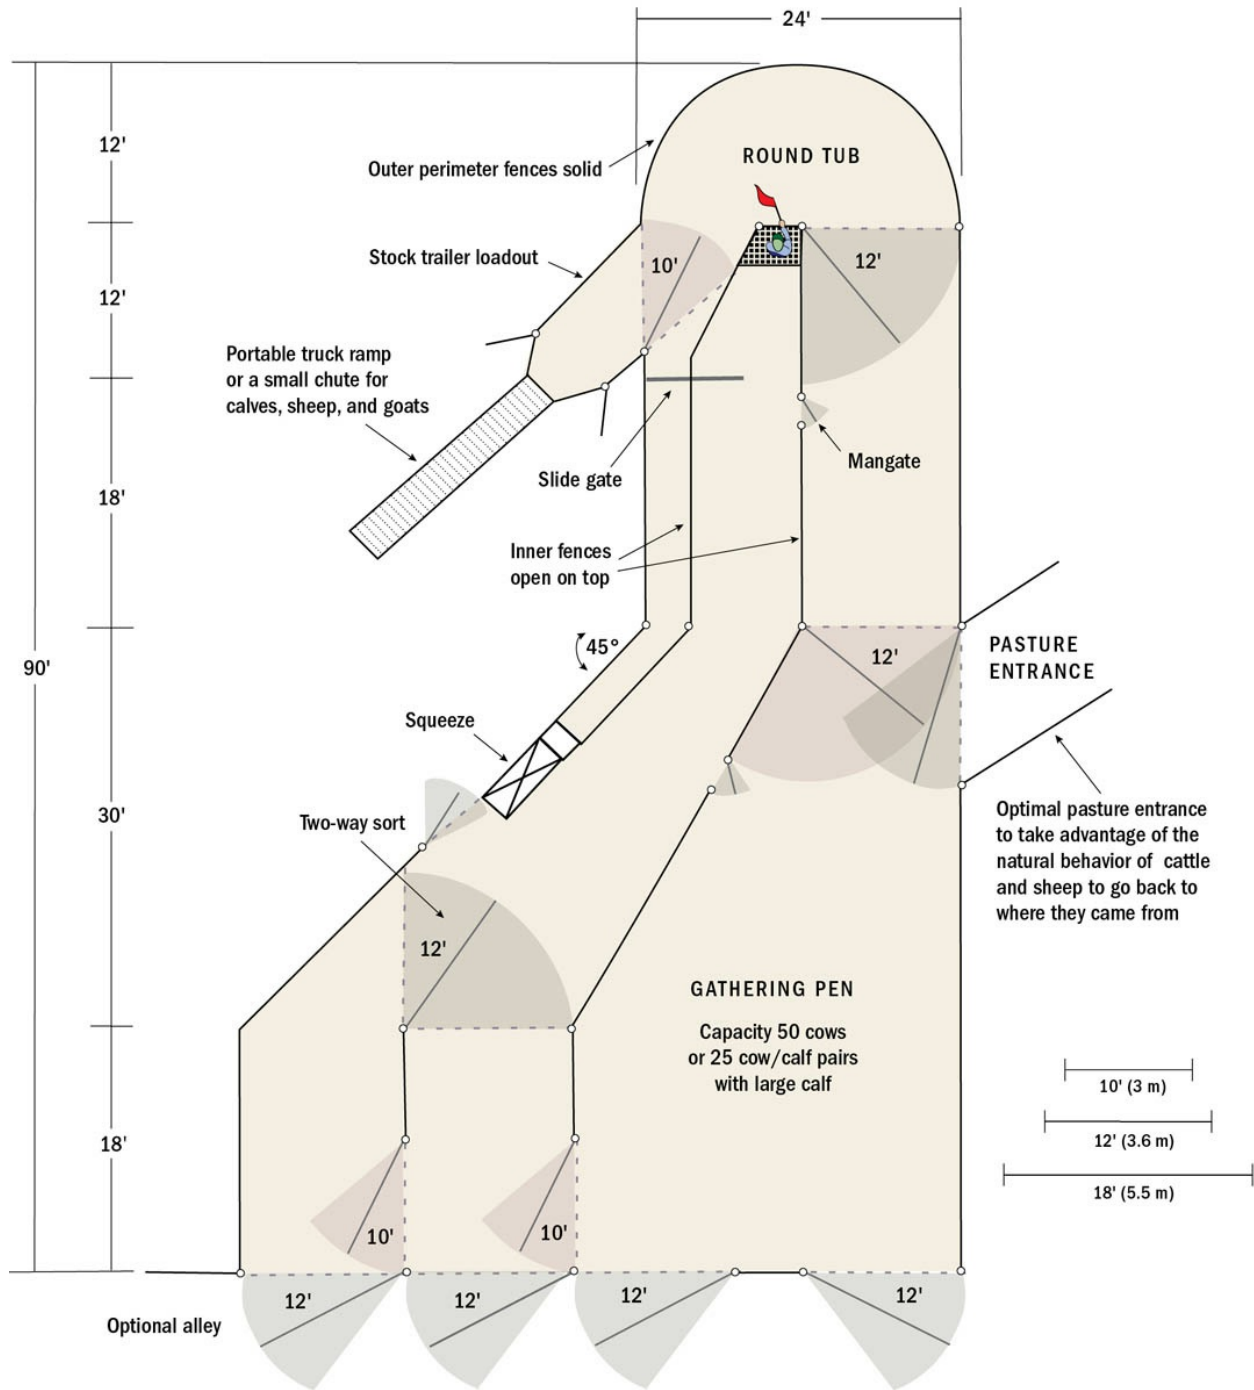 24'
12'
ROUND TUB
Outer perimeter fences solid
Stock trailer loadout
10'
12'
12'
Portable truck ramp
or a small chute for
calves, sheep, and goats
Mangate
Slide gate
18'
Inner fences
open on top
45°
12'
PASTURE
ENTRANCE
90'
Squeeze
Optimal pasture entrance
to take advantage of the
natural behavior of cattle
and sheep to go back to
where they came from
30'
Two-way sort
12'
GATHERING PEN
Capacity 50 cows
or 25 cow/calf pairs
with large calf
10' (3 m)
12' (3.6 m)
18' (5.5 m)
18'
10'
10'
12'
12'
12'
12'
Optional alley